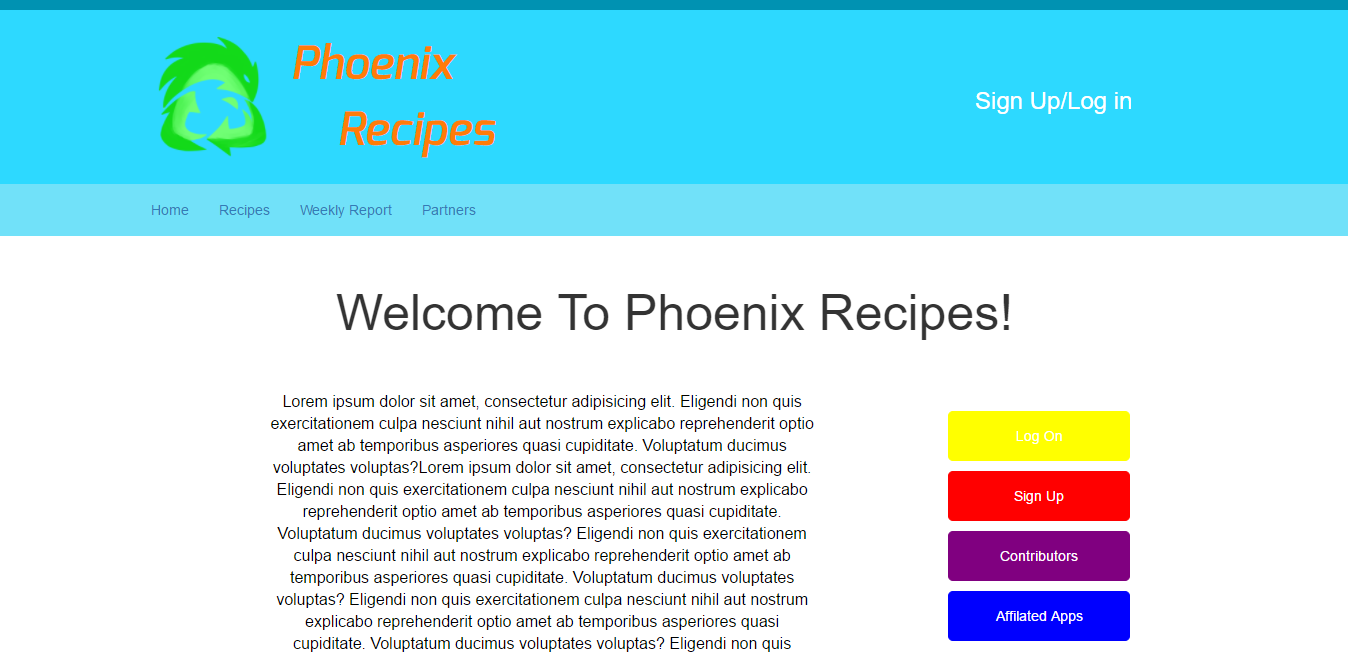 Phoenix
Recipes
Sign Up/Log in
Home Recipes Weekly Report Partners
Welcome To Phoenix Recipes!
Lorem ipsum dolor sit amet, consectetur adipisicing elit. Eligendi non quis
exercitationem culpa nesciunt nihil aut nostrum explicabo reprehenderit optio
amet ab temporibus asperiores quasi cupiditate. Voluptatum ducimus
voluptates voluptas?Lorem ipsum dolor sit amet, consectetur adipisicing elit.
Eligendi non quis exercitationem culpa nesciunt nihil aut nostrum explicabo
reprehenderit optio amet ab temporibus asperiores quasi cupiditate.
Voluptatum ducimus voluptates voluptas? Eligendi non quis exercitationem
culpa nesciunt nihil aut nostrum explicabo reprehenderit optio amet ab
temporibus asperiores quasi cupiditate. Voluptatum ducimus voluptates
voluptas? Eligendi non quis exercitationem culpa nesciunt nihil aut nostrum
explicabo reprehenderit optio amet ab temporibus asperiores quasi
cupiditate. Voluptatum ducimus voluptates voluptas? Eligendi non quis
Log On
Sign Up
Contributors
Affilated Apps